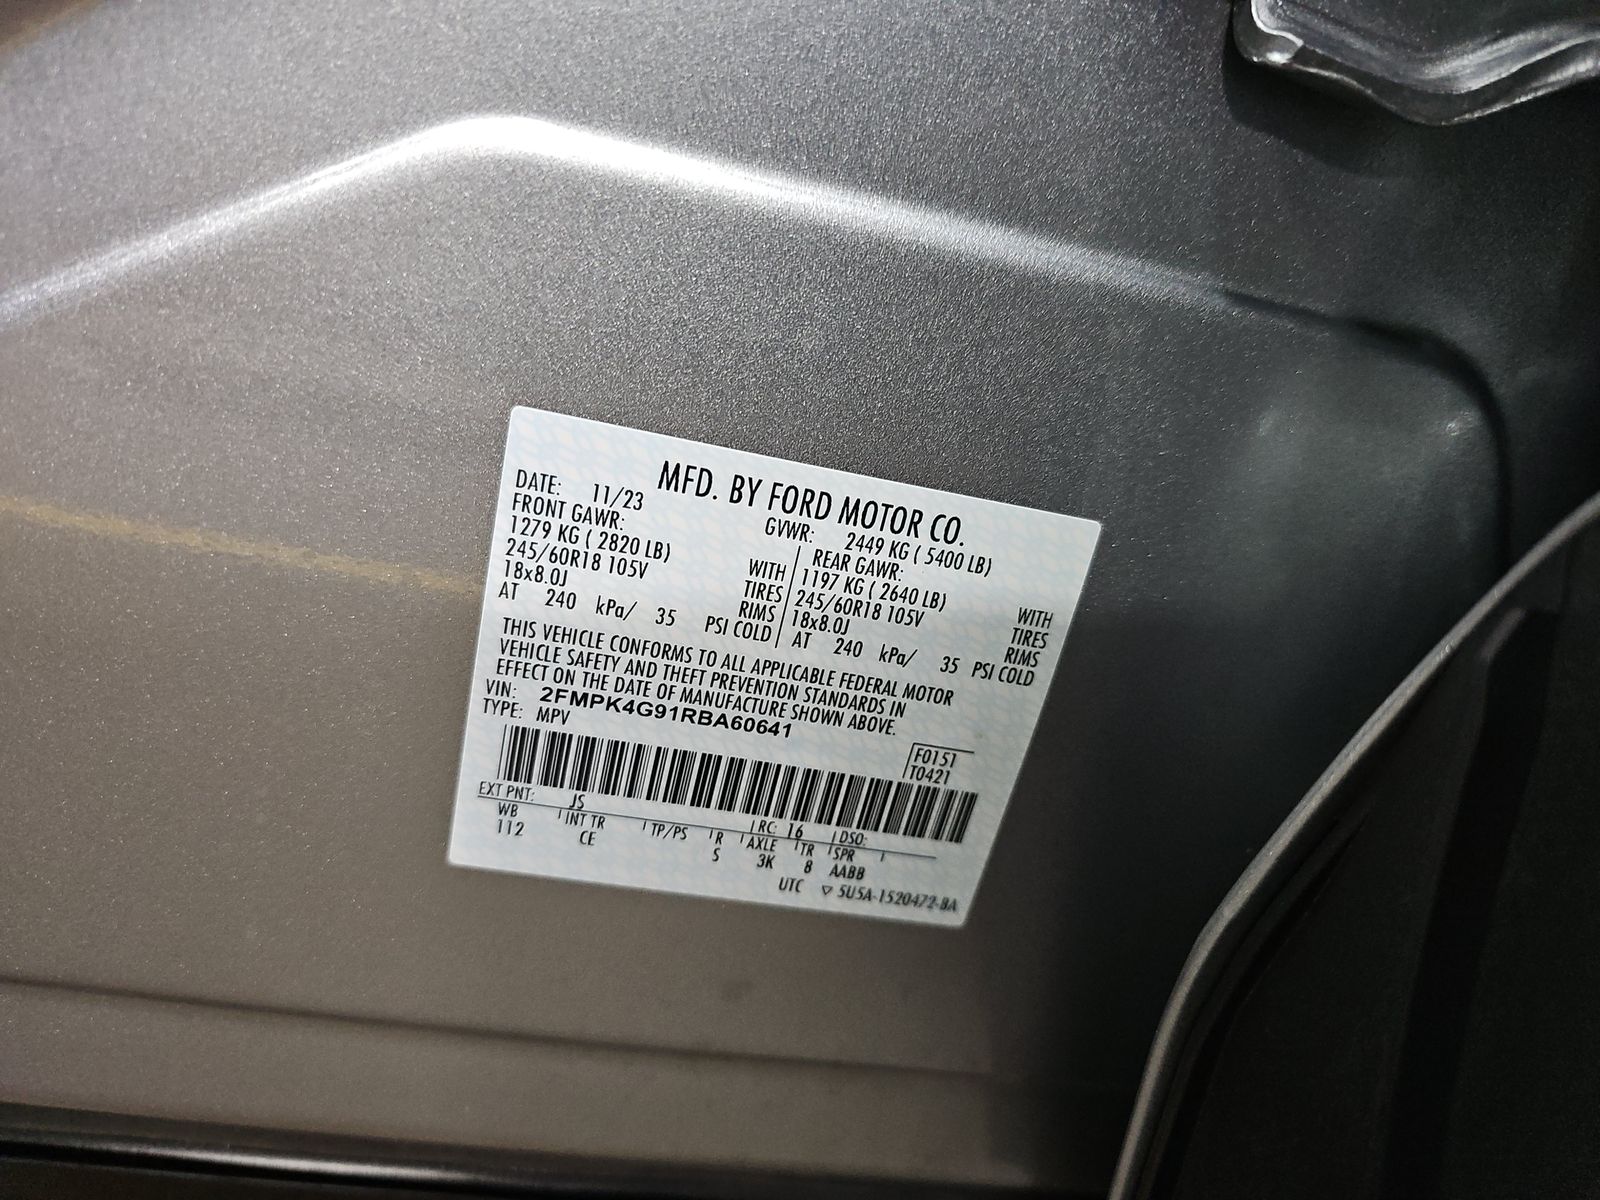 MFD. BY FORD MOTOR CO.
DATE: 11/23
GVWR: 2449 KG ( 5400 LB)
FRONT GAWR:
1279 KG ( 2820 LB) WITH
245/60R18 105V TIRES
18x8.0J RIMS
AT 240 kPa/ 35 PSI COLD
REAR GAWR:
1197 KG ( 2640 LB) WITH
245/60R18 105V TIRES
18x8.0J RIMS
AT 240 kPa/ 35 PSI COLD
THIS VEHICLE CONFORMS TO ALL APPLICABLE FEDERAL MOTOR
VEHICLE SAFETY AND THEFT PREVENTION STANDARDS IN
EFFECT ON THE DATE OF MANUFACTURE SHOWN ABOVE.
VIN: 2FMPK4G91RBA60641
TYPE: MPV
F0151
T0421
EXT PNT: JS RC: 16 DSO:
WB INT TR TP/PS R AXLE TR SPR
112 CE S 3K 8 AABB
UTC ▽ 5U5A-1520472-BA